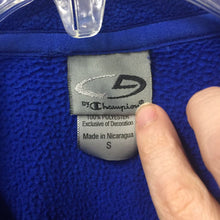 By Champion®
100% POLYESTER
Exclusive of Decoration
Made in Nicaragua
S